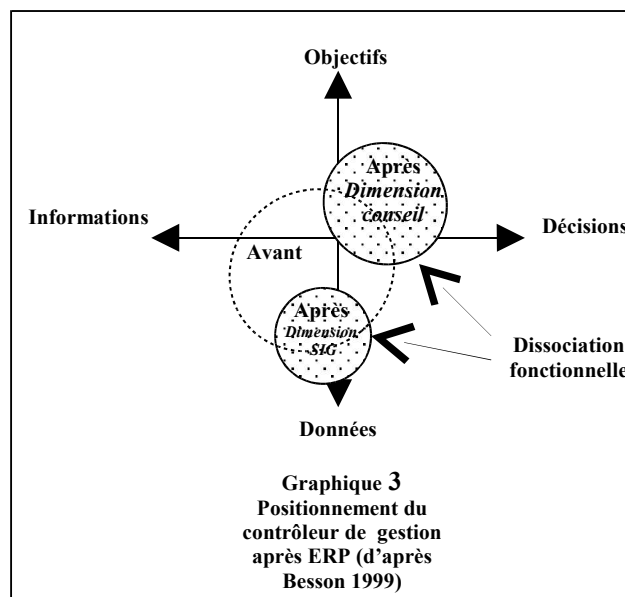 Objectifs
Après
Dimension
conseil
Informations
Décisions
Avant
Après
Dimension
SIG
Dissociation
fonctionnelle
Données
Graphique 3
Positionnement du
contrôleur de gestion
après ERP (d'après
Besson 1999)